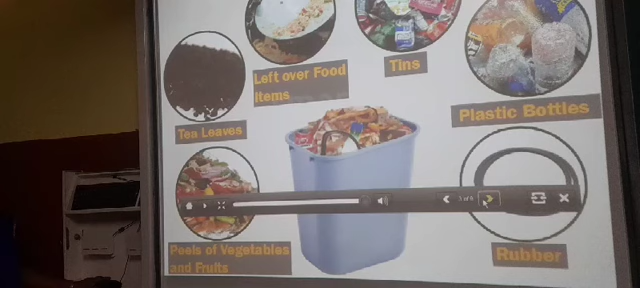 Left over Food
Items
Tins
Plastic Bottles
Tea Leaves
Peels of Vegetables
and Fruits
Rubber